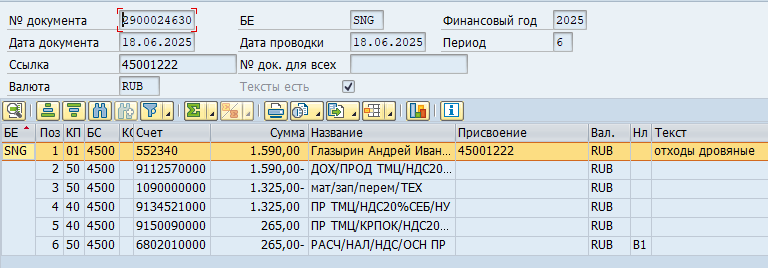 № документа 2900024630 БЕ SNG Финансовый год 2025
Дата документа 18.06.2025 Дата проводки 18.06.2025 Период 6
Ссылка 45001222 № док. для всех
Валюта RUB Тексты есть
БЕ Поз КП БС КС Счет Сумма Название Присвоение Вал. Нл Текст
SNG 1 01 4500 552340 1.590,00 Глазырин Андрей Иван... 45001222 RUB отходы дровяные
2 50 4500 9112570000 1.590,00- ДОХ/ПРОД ТМЦ/НДС20... RUB
3 50 4500 1090000000 1.325,00- мат/зап/перем/ТЕХ RUB
4 40 4500 9134521000 1.325,00 ПР ТМЦ/НДС20%СЕБ/НУ RUB
5 40 4500 9150090000 265,00 ПР ТМЦ/КРПОК/НДС20... RUB
6 50 4500 6802010000 265,00- РАСЧ/НАЛ/НДС/ОСН ПР RUB B1